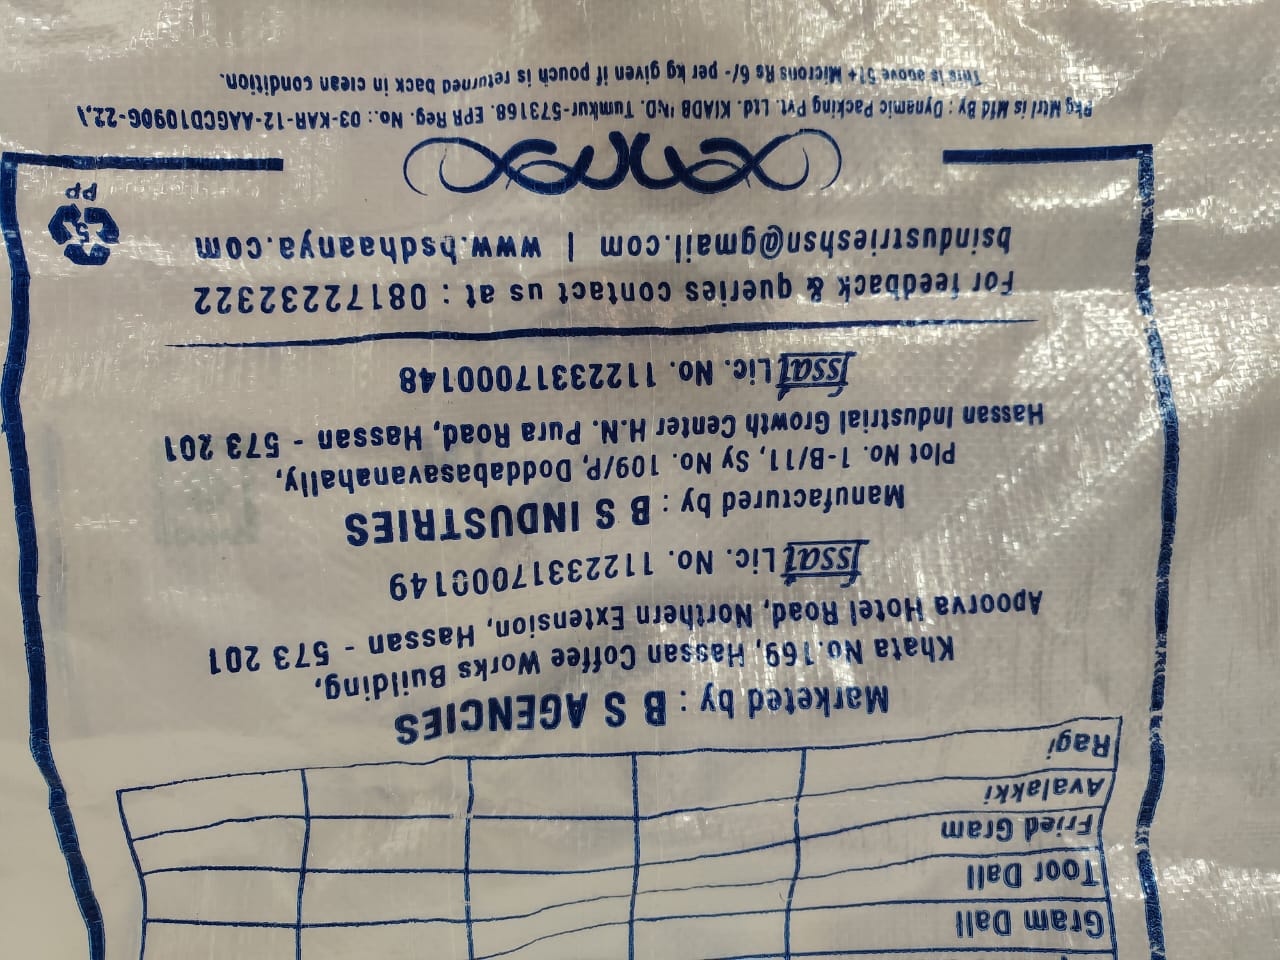 Gram Dall
Toor Dall
Fried Gram
Avalakki
Ragi
Marketed by : B S AGENCIES
Khata No.169, Hassan Coffee Works Building,
Apoorva Hotel Road, Northern Extension, Hassan - 573 201
fssai Lic. No. 11223317000149
Manufactured by : B S INDUSTRIES
Plot No. 1-B/11, Sy No. 109/P, Doddabasavanahally,
Hassan Industrial Growth Center H.N. Pura Road, Hassan - 573 201
fssai Lic. No. 11223317000148
For feedback & queries contact us at : 08172232322
bsindustrieshsn@gmail.com | www.bsdhaanya.com
5
PP
Pkg Mtrl is Mfd By : Dynamic Packing Pvt. Ltd. KIADB IND. Tumkur-573168. EPR Reg. No.: 03-KAR-12-AAGCD1090G-22,
This is above 51+ Microns Rs 6/- per kg given if pouch is returned back in clean condition.